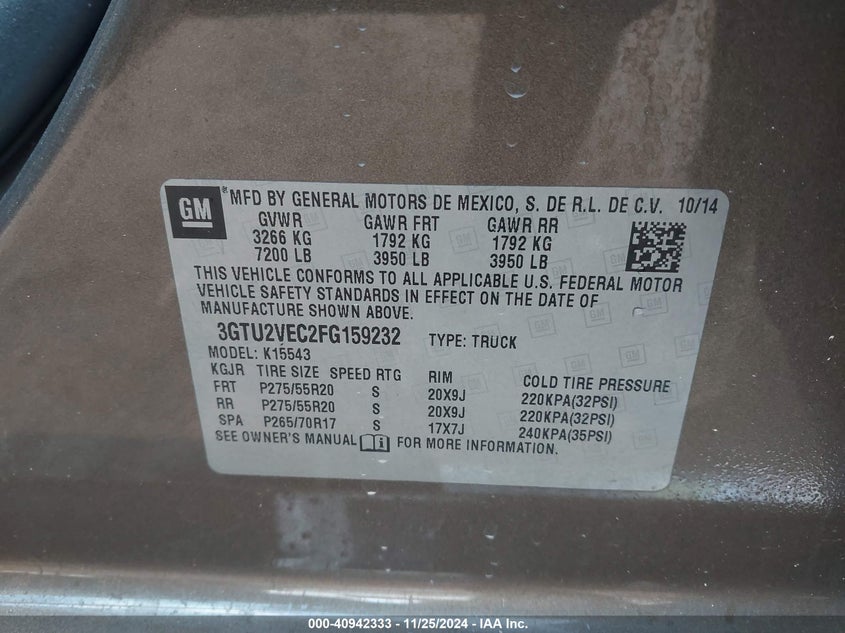 GM ® MFD BY GENERAL MOTORS DE MEXICO, S. DE R.L. DE C.V. 10/14
GVWR GAWR FRT GAWR RR
3266 KG 1792 KG 1792 KG
7200 LB 3950 LB 3950 LB
THIS VEHICLE CONFORMS TO ALL APPLICABLE U.S. FEDERAL MOTOR
VEHICLE SAFETY STANDARDS IN EFFECT ON THE DATE OF
MANUFACTURE SHOWN ABOVE.
3GTU2VEC2FG159232 TYPE: TRUCK
MODEL: K15543
KGJR TIRE SIZE SPEED RTG RIM COLD TIRE PRESSURE
FRT P275/55R20 S 20X9J 220KPA(32PSI)
RR P275/55R20 S 20X9J 220KPA(32PSI)
SPA P265/70R17 S 17X7J 240KPA(35PSI)
SEE OWNER'S MANUAL FOR MORE INFORMATION.
000-40942333 - 11/25/2024 - IAA Inc.